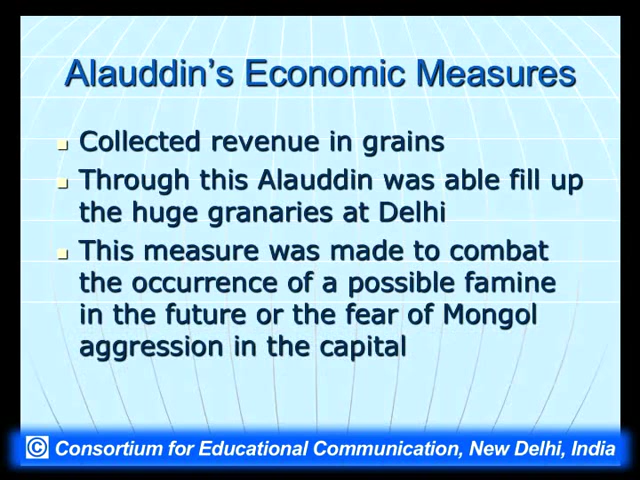 Alauddin's Economic Measures
Collected revenue in grains
Through this Alauddin was able fill up
the huge granaries at Delhi
This measure was made to combat
the occurrence of a possible famine
in the future or the fear of Mongol
aggression in the capital
© Consortium for Educational Communication, New Delhi, India